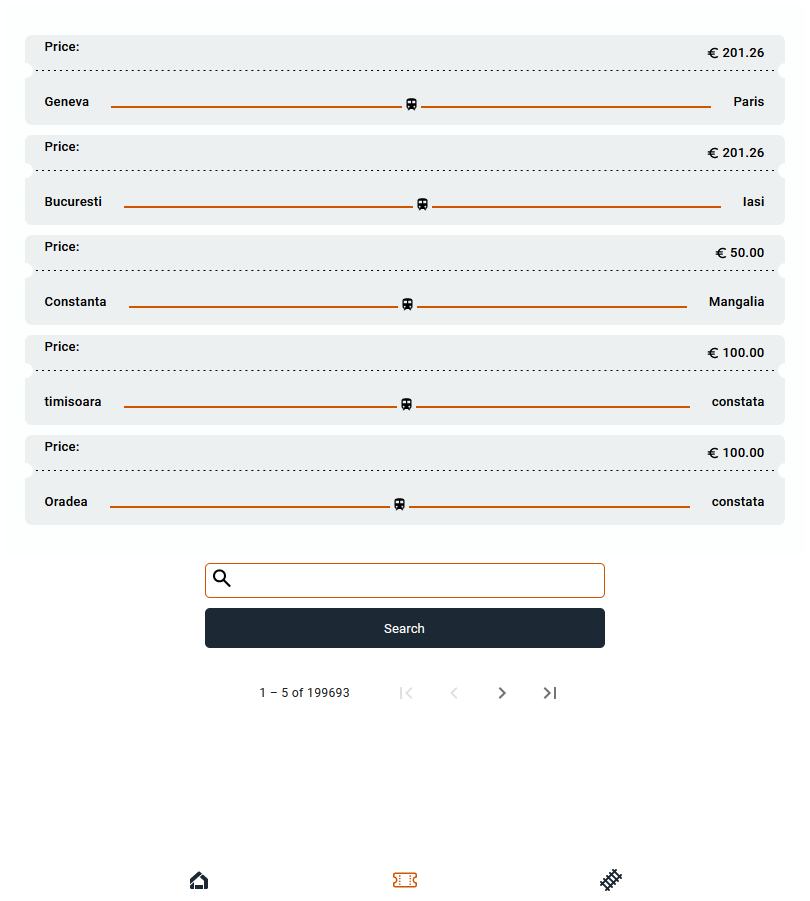 Price:
€ 201.26
Geneva Paris
Price:
€ 201.26
Bucuresti Iasi
Price:
€ 50.00
Constanta Mangalia
Price:
€ 100.00
timisoara constata
Price:
€ 100.00
Oradea constata
Search
1 – 5 of 199693